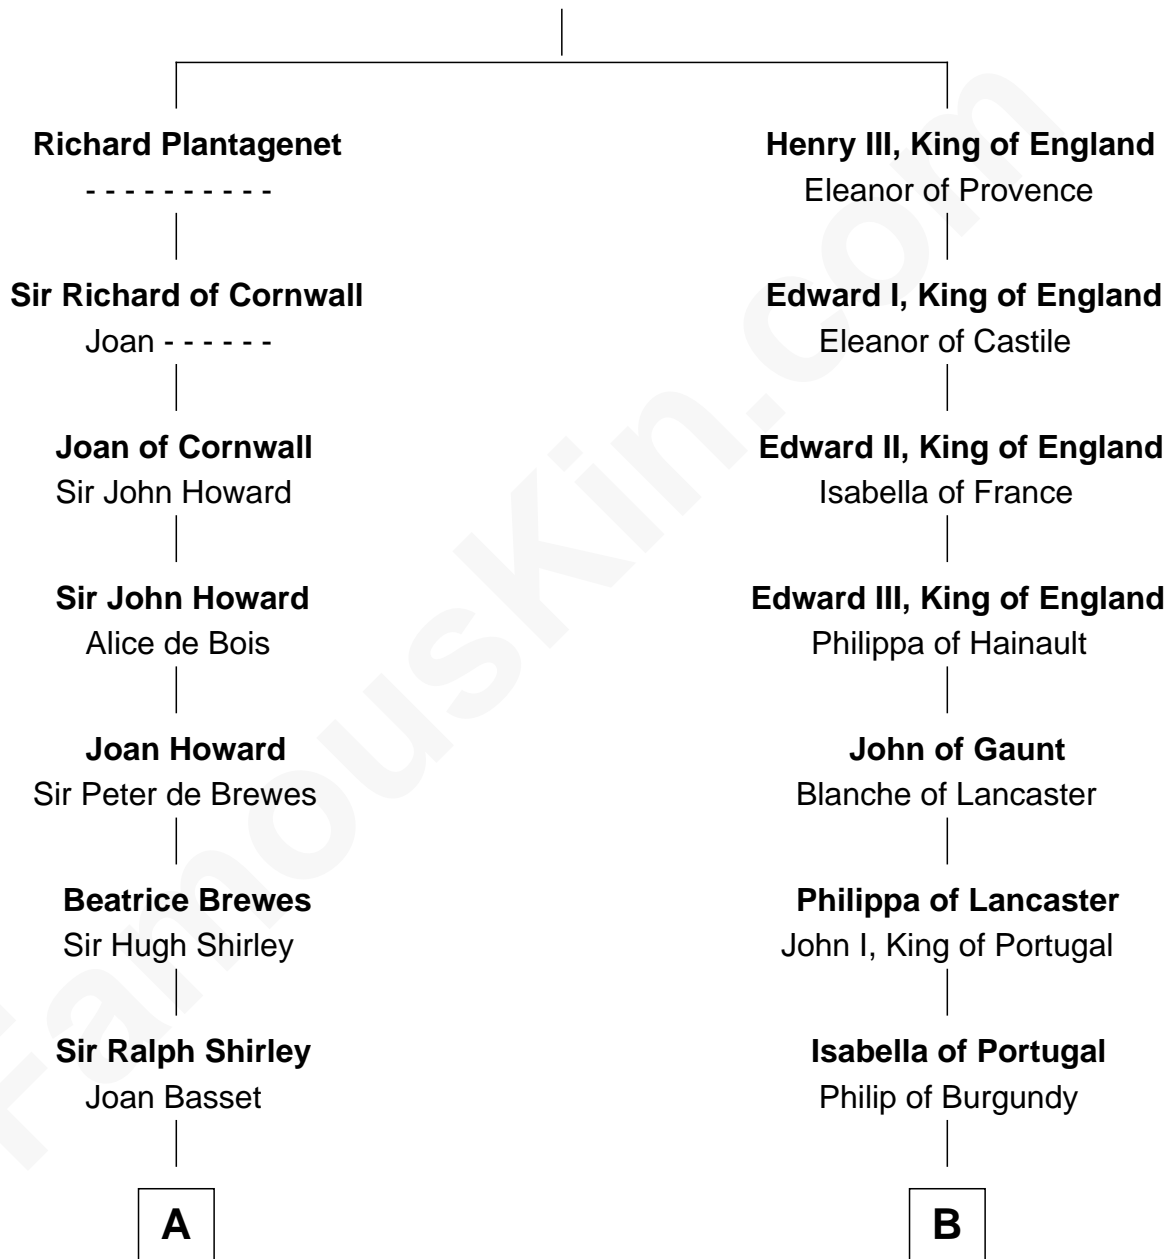 Richard Plantagenet
- - - - - - - - - -
Sir Richard of Cornwall
Joan - - - - - -
Joan of Cornwall
Sir John Howard
Sir John Howard
Alice de Bois
Joan Howard
Sir Peter de Brewes
Beatrice Brewes
Sir Hugh Shirley
Sir Ralph Shirley
Joan Basset
A
Henry III, King of England
Eleanor of Provence
Edward I, King of England
Eleanor of Castile
Edward II, King of England
Isabella of France
Edward III, King of England
Philippa of Hainault
John of Gaunt
Blanche of Lancaster
Philippa of Lancaster
John I, King of Portugal
Isabella of Portugal
Philip of Burgundy
B
FamousKin.com